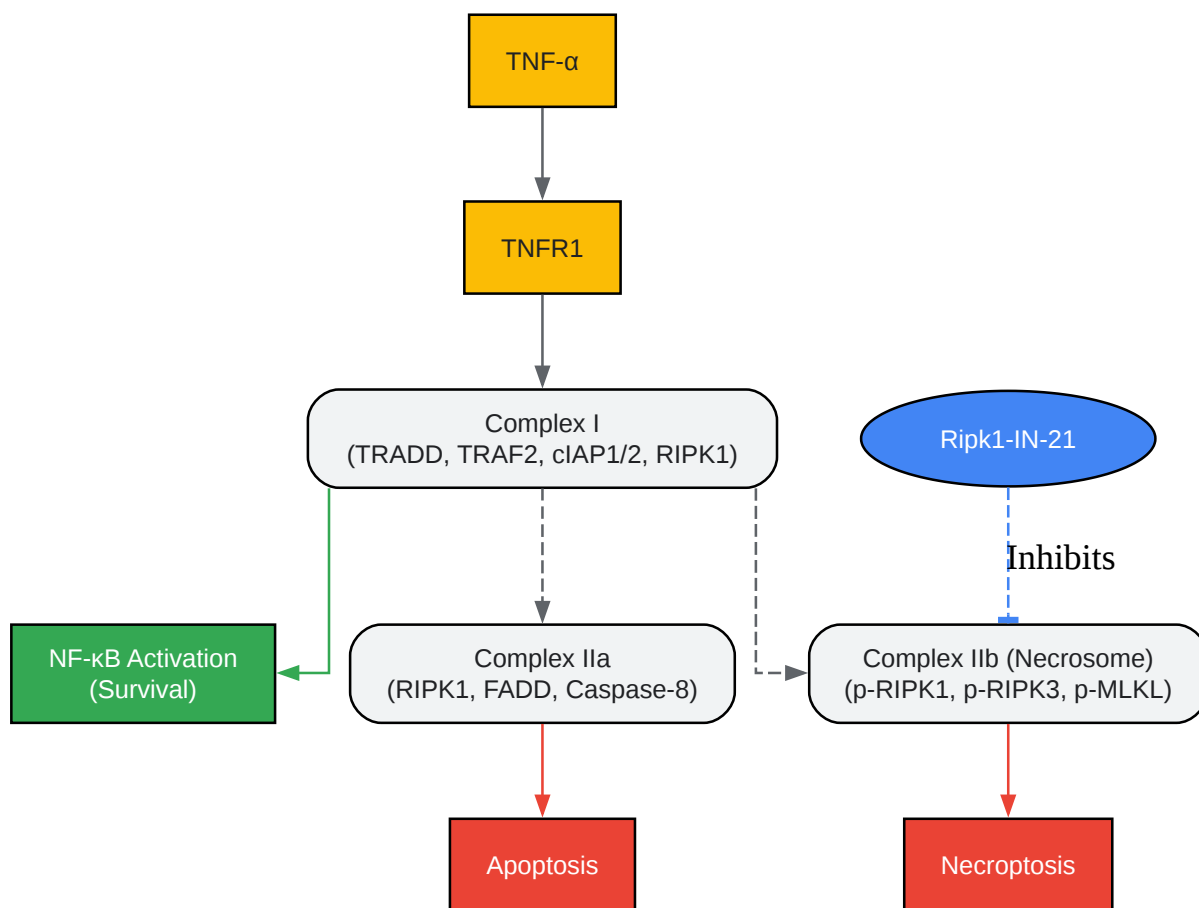 TNF-α
TNFR1
Complex I
(TRADD, TRAF2, cIAP1/2, RIPK1)
Ripk1-IN-21
Inhibits
NF-κB Activation
(Survival)
Complex IIa
(RIPK1, FADD, Caspase-8)
Complex IIb (Necrosome)
(p-RIPK1, p-RIPK3, p-MLKL)
Apoptosis
Necroptosis